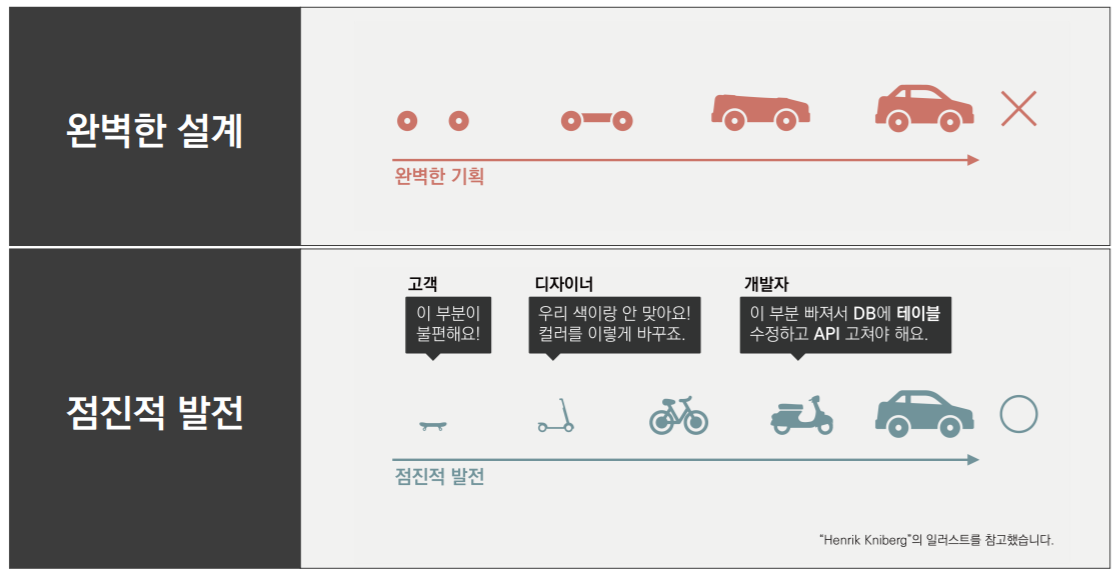 완벽한 설계
완벽한 기획
점진적 발전
고객
이 부분이
불편해요!
디자이너
우리 색이랑 안 맞아요!
컬러를 이렇게 바꾸죠.
개발자
이 부분 빠져서 DB에 테이블
수정하고 API 고쳐야 해요.
점진적 발전
“Henrik Kniberg”의 일러스트를 참고했습니다.